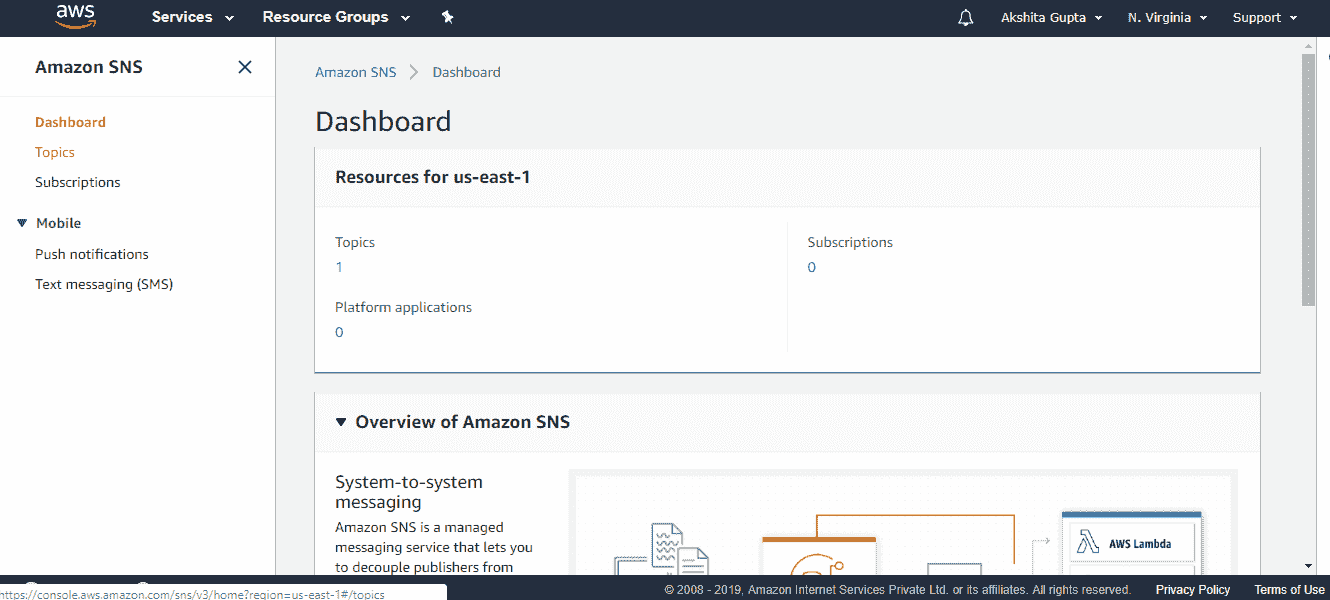 aws
Services
Resource Groups
Akshita Gupta
N. Virginia
Support
Amazon SNS
Dashboard
Topics
Subscriptions
Mobile
Push notifications
Text messaging (SMS)
Amazon SNS
Dashboard
Dashboard
Resources for us-east-1
Topics
1
Subscriptions
0
Platform applications
0
Overview of Amazon SNS
System-to-system
messaging
Amazon SNS is a managed
messaging service that lets you
to decouple publishers from
AWS Lambda
https://console.aws.amazon.com/sns/v3/home?region=us-east-1#/topics
© 2008 - 2019, Amazon Internet Services Private Ltd. or its affiliates. All rights reserved.
Privacy Policy
Terms of Use